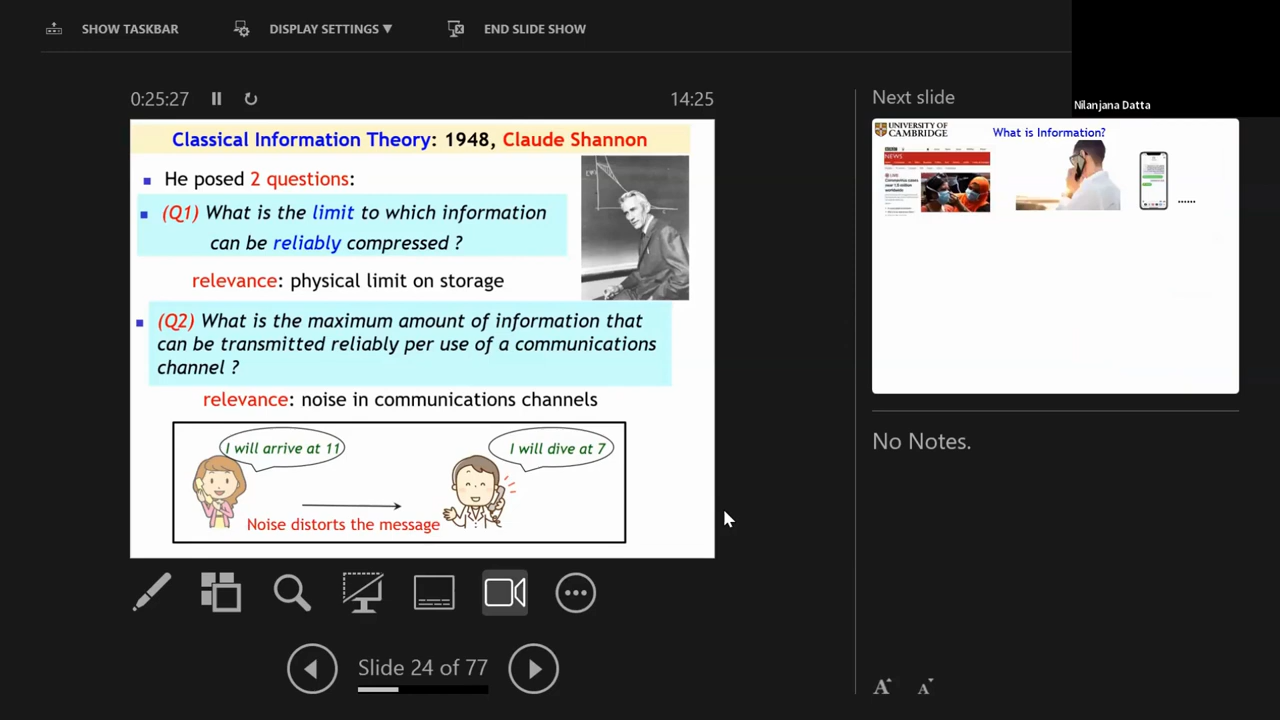 SHOW TASKBAR
DISPLAY SETTINGS ▼
END SLIDE SHOW
0:25:27
14:25
Classical Information Theory: 1948, Claude Shannon
He posed 2 questions:
(Q1) What is the limit to which information
can be reliably compressed ?
relevance: physical limit on storage
(Q2) What is the maximum amount of information that
can be transmitted reliably per use of a communications
channel ?
relevance: noise in communications channels
I will arrive at 11
I will dive at 7
Noise distorts the message
Slide 24 of 77
Nilanjana Datta
Next slide
UNIVERSITY OF
CAMBRIDGE
What is Information?
BBC
NEWS
......
No Notes.
A
A